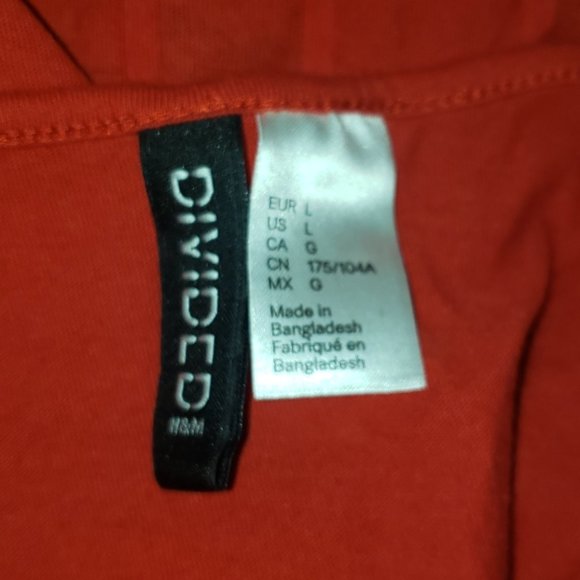 DIVIDED
H&M
EUR L
US L
CA G
CN 175/104A
MX G
Made in
Bangladesh
Fabriqué en
Bangladesh